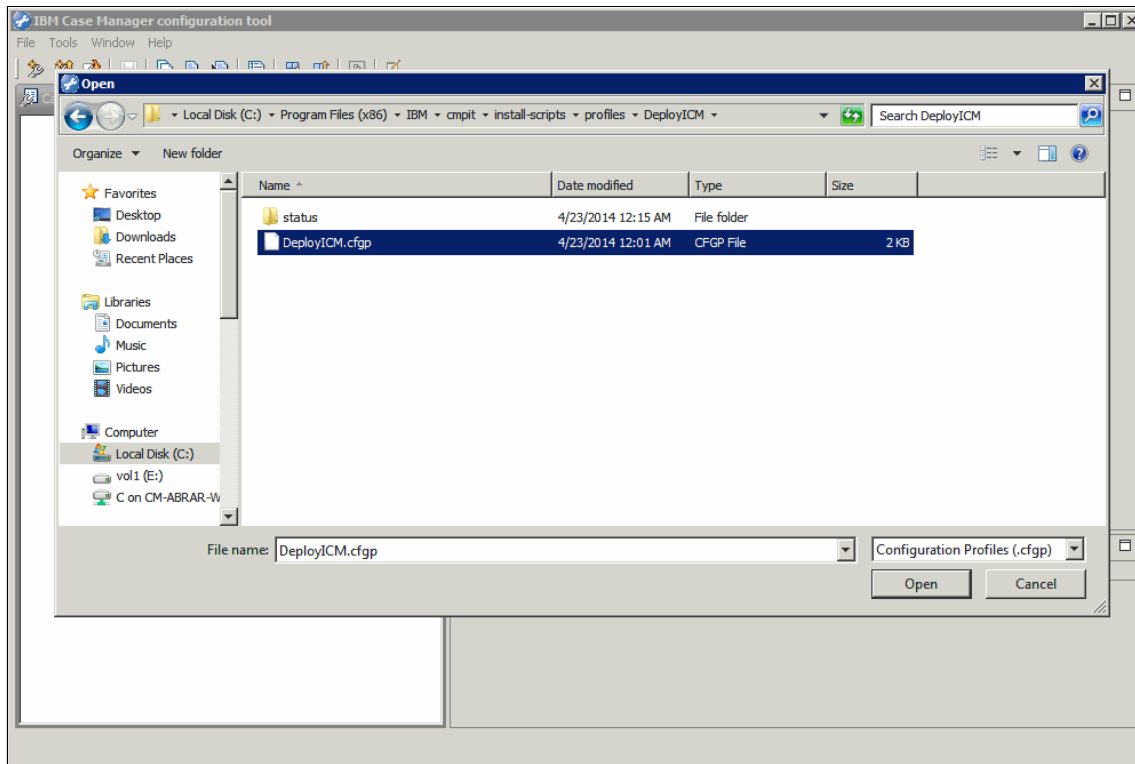 IBM Case Manager configuration tool
File Tools Window Help
Open
Local Disk (C:) Program Files (x86) IBM cmpit install-scripts profiles DeployICM
Search DeployICM
Organize New folder
Favorites
Desktop
Downloads
Recent Places
Libraries
Documents
Music
Pictures
Videos
Computer
Local Disk (C:)
vol1 (E:)
C on CM-ABRAR-W
Name Date modified Type Size
status 4/23/2014 12:15 AM File folder
DeployICM.cfgp 4/23/2014 12:01 AM CFGP File 2 KB
File name: DeployICM.cfgp Configuration Profiles (.cfgp)
Open Cancel